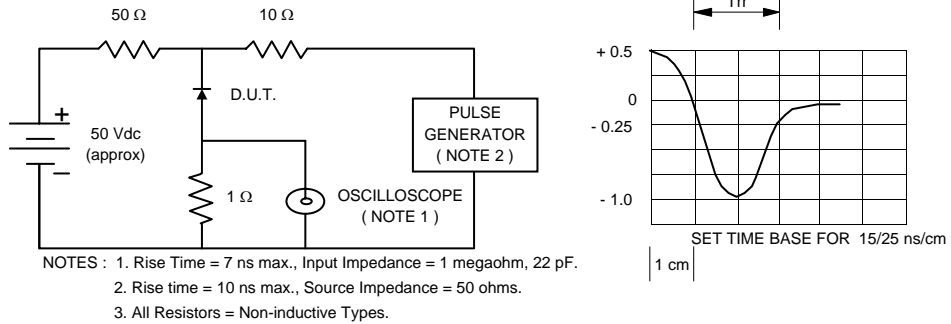 50 Ω
10 Ω
D.U.T.
+
50 Vdc
(approx)
−
1 Ω
PULSE
GENERATOR
( NOTE 2 )
OSCILLOSCOPE
( NOTE 1 )
Trr
+ 0.5
0
- 0.25
- 1.0
SET TIME BASE FOR 15/25 ns/cm
1 cm
NOTES : 1. Rise Time = 7 ns max., Input Impedance = 1 megaohm, 22 pF.
2. Rise time = 10 ns max., Source Impedance = 50 ohms.
3. All Resistors = Non-inductive Types.